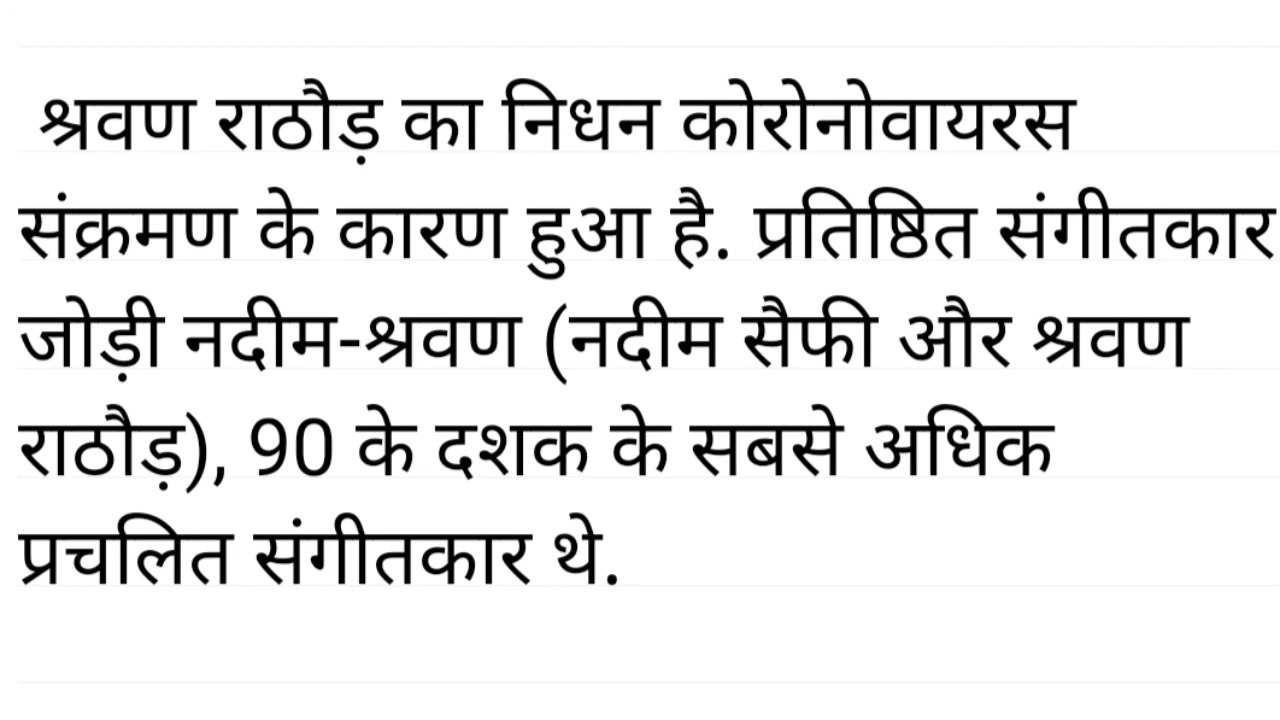 श्रवण राठौड़ का निधन कोरोनोवायरस
संक्रमण के कारण हुआ है. प्रतिष्ठित संगीतकार
जोड़ी नदीम-श्रवण (नदीम सैफी और श्रवण
राठौड़), 90 के दशक के सबसे अधिक
प्रचलित संगीतकार थे.